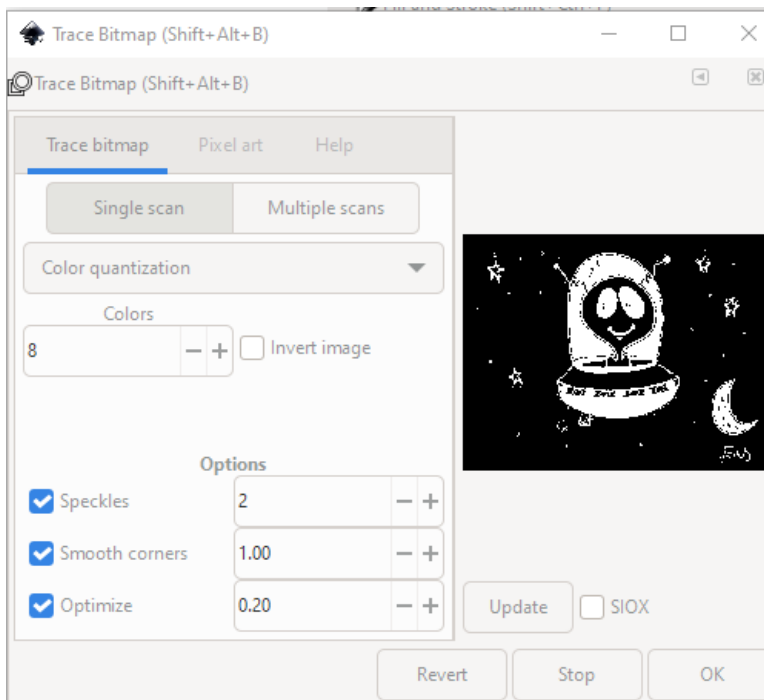 Trace Bitmap (Shift+Alt+B)
Trace Bitmap (Shift+Alt+B)
Trace bitmap Pixel art Help
Single scan Multiple scans
Color quantization
Colors
8 Invert image
Options
Speckles 2
Smooth corners 1.00
Optimize 0.20
Update SIOX
Revert Stop OK